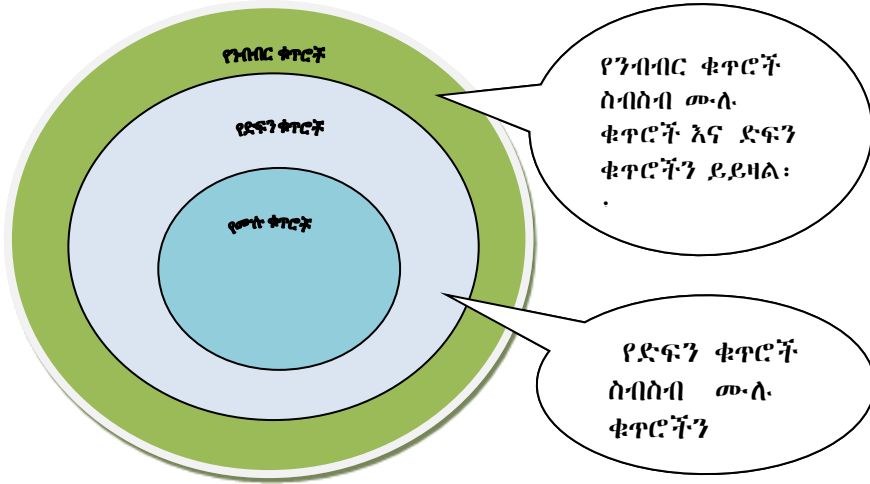 የንብብር ቁጥሮች
የድፍን ቁጥሮች
የሙሉ ቁጥሮች
የንብብር ቁጥሮች
ስብስብ ሙሉ
ቁጥሮች እና ድፍን
ቁጥሮችን ይይዛል፡
.
የድፍን ቁጥሮች
ስብስብ ሙሉ
ቁጥሮችን